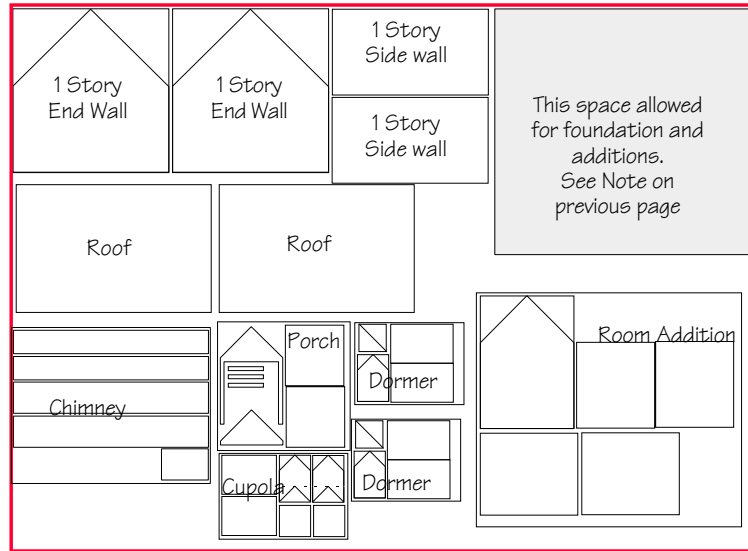 1 Story
End Wall
1 Story
End Wall
1 Story
Side wall
1 Story
Side wall
This space allowed
for foundation and
additions.
See Note on
previous page
Roof
Roof
Chimney
Porch
Dormer
Room Addition
Cupola
Dormer